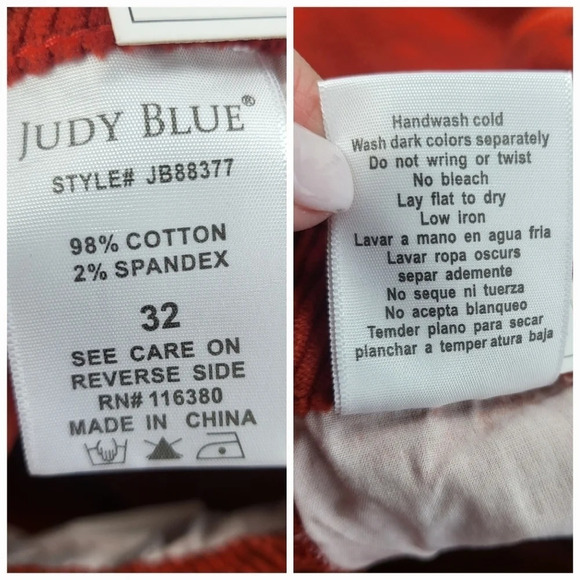 JUDY BLUE®
STYLE# JB88377
98% COTTON
2% SPANDEX
32
SEE CARE ON
REVERSE SIDE
RN# 116380
MADE IN CHINA
Handwash cold
Wash dark colors separately
Do not wring or twist
No bleach
Lay flat to dry
Low iron
Lavar a mano en agua fria
Lavar ropa oscurs
separ ademente
No seque ni tuerza
No acepta blanqueo
Temder plano para secar
planchar a temper atura baja